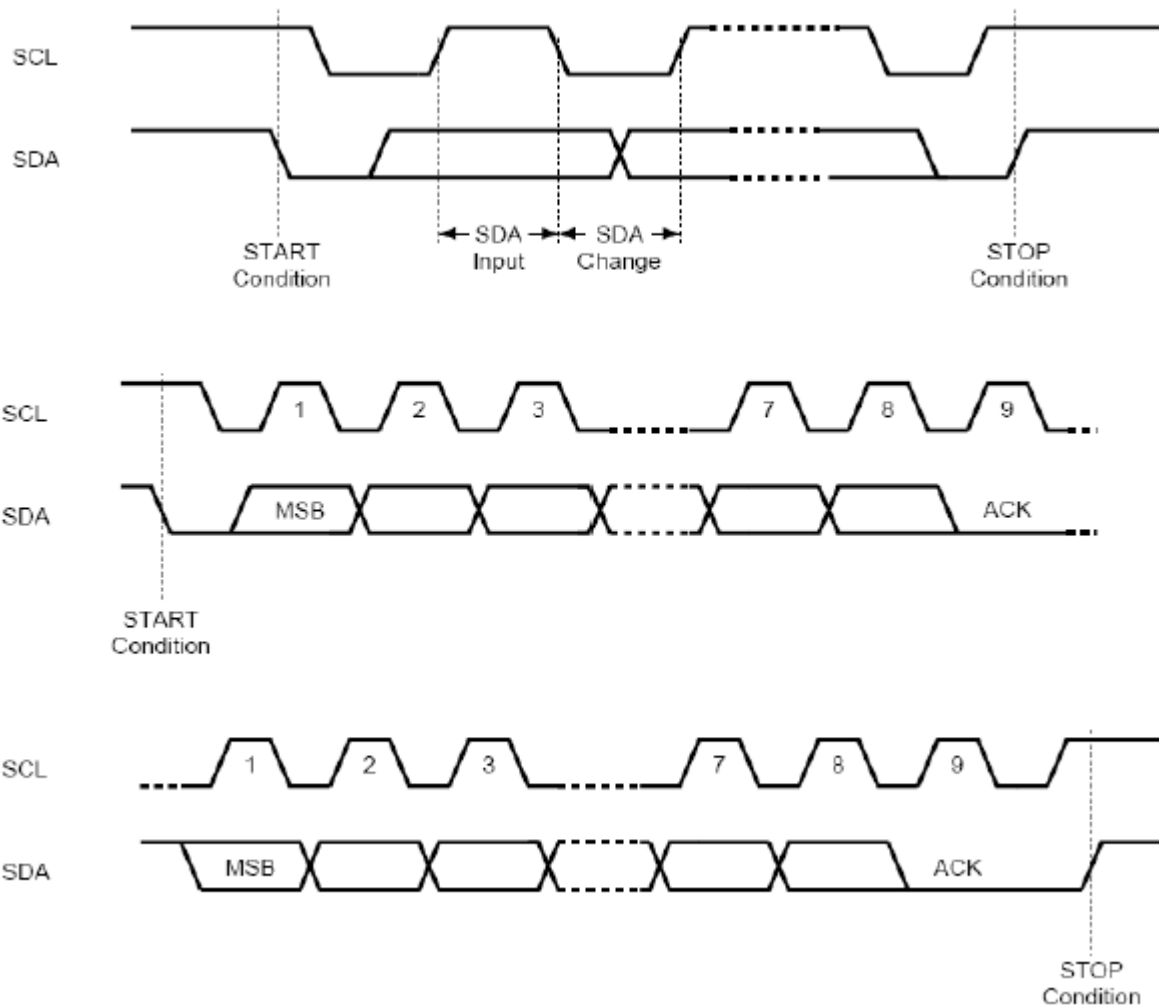 SCL
SDA
START
Condition
SDA
Input
SDA
Change
STOP
Condition
SCL
1 2 3 7 8 9
SDA
MSB
ACK
START
Condition
SCL
1 2 3 7 8 9
SDA
MSB
ACK
STOP
Condition